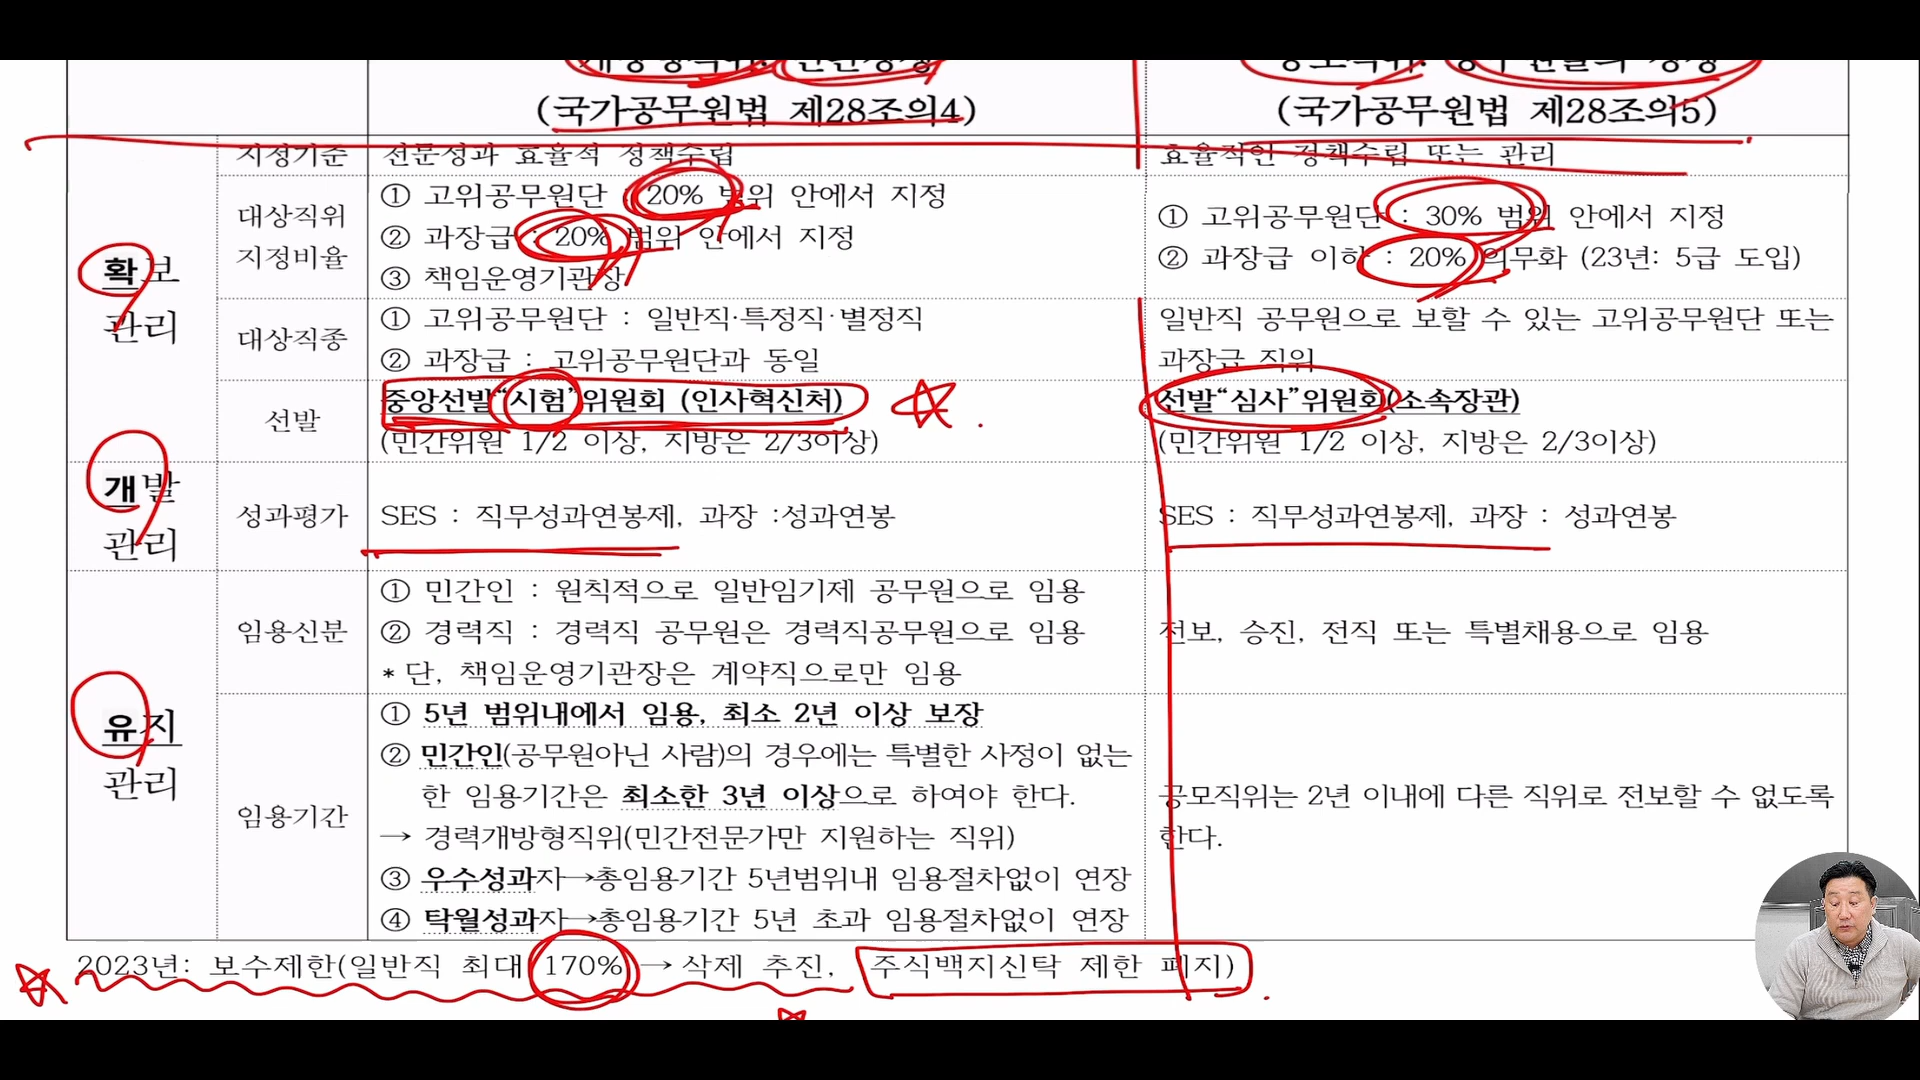 (국가공무원법 제28조의4)
(국가공무원법 제28조의5)
지정기준
전문성과 효율적 정책수립
효율적인 정책수립 또는 관리
확보
관리
대상직위
지정비율
① 고위공무원단 : 20% 범위 안에서 지정
② 과장급 : 20% 범위 안에서 지정
③ 책임운영기관장
① 고위공무원단 : 30% 범위 안에서 지정
② 과장급 이하 : 20% 의무화 (23년: 5급 도입)
대상직종
① 고위공무원단 : 일반직·특정직·별정직
② 과장급 : 고위공무원단과 동일
일반직 공무원으로 보할 수 있는 고위공무원단 또는
과장급 직위
선발
중앙선발“시험”위원회 (인사혁신처)
(민간위원 1/2 이상, 지방은 2/3이상)
선발“심사”위원회(소속장관)
(민간위원 1/2 이상, 지방은 2/3이상)
개발
관리
성과평가
SES : 직무성과연봉제, 과장 :성과연봉
SES : 직무성과연봉제, 과장 : 성과연봉
유지
관리
임용신분
① 민간인 : 원칙적으로 일반임기제 공무원으로 임용
② 경력직 : 경력직 공무원은 경력직공무원으로 임용
* 단, 책임운영기관장은 계약직으로만 임용
전보, 승진, 전직 또는 특별채용으로 임용
임용기간
① 5년 범위내에서 임용, 최소 2년 이상 보장
② 민간인(공무원아닌 사람)의 경우에는 특별한 사정이 없는
한 임용기간은 최소한 3년 이상으로 하여야 한다.
→ 경력개방형직위(민간전문가만 지원하는 직위)
③ 우수성과자→총임용기간 5년범위내 임용절차없이 연장
④ 탁월성과자→총임용기간 5년 초과 임용절차없이 연장
공모직위는 2년 이내에 다른 직위로 전보할 수 없도록
한다.
2023년: 보수제한(일반직 최대 170% → 삭제 추진, 주식백지신탁 제한 폐지)